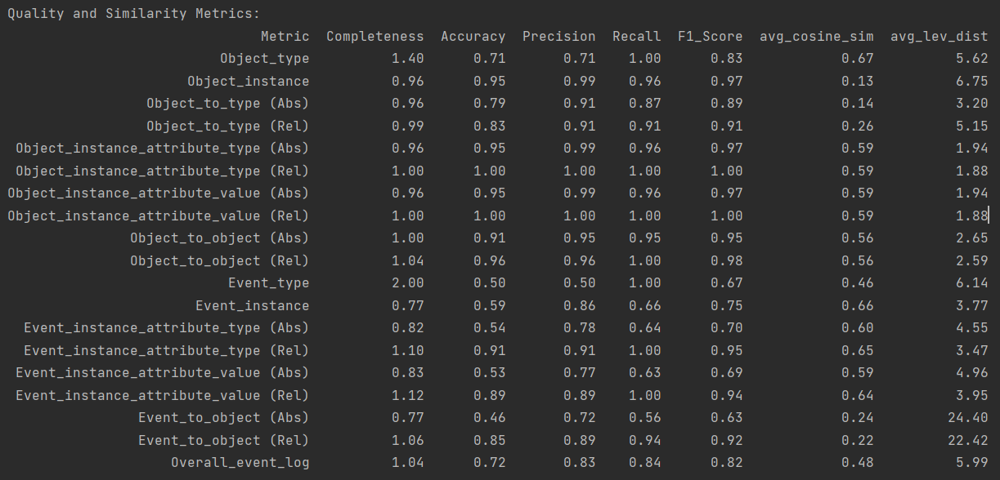 Quality and Similarity Metrics:
Metric Completeness Accuracy Precision Recall F1_Score avg_cosine_sim avg_lev_dist
Object_type 1.40 0.71 0.71 1.00 0.83 0.67 5.62
Object_instance 0.96 0.95 0.99 0.96 0.97 0.13 6.75
Object_to_type (Abs) 0.96 0.79 0.91 0.87 0.89 0.14 3.20
Object_to_type (Rel) 0.99 0.83 0.91 0.91 0.91 0.26 5.15
Object_instance_attribute_type (Abs) 0.96 0.95 0.99 0.96 0.97 0.59 1.94
Object_instance_attribute_type (Rel) 1.00 1.00 1.00 1.00 1.00 0.59 1.88
Object_instance_attribute_value (Abs) 0.96 0.95 0.99 0.96 0.97 0.59 1.94
Object_instance_attribute_value (Rel) 1.00 1.00 1.00 1.00 1.00 0.59 1.88
Object_to_object (Abs) 1.00 0.91 0.95 0.95 0.95 0.56 2.65
Object_to_object (Rel) 1.04 0.96 0.96 1.00 0.98 0.56 2.59
Event_type 2.00 0.50 0.50 1.00 0.67 0.46 6.14
Event_instance 0.77 0.59 0.86 0.66 0.75 0.66 3.77
Event_instance_attribute_type (Abs) 0.82 0.54 0.78 0.64 0.70 0.60 4.55
Event_instance_attribute_type (Rel) 1.10 0.91 0.91 1.00 0.95 0.65 3.47
Event_instance_attribute_value (Abs) 0.83 0.53 0.77 0.63 0.69 0.59 4.96
Event_instance_attribute_value (Rel) 1.12 0.89 0.89 1.00 0.94 0.64 3.95
Event_to_object (Abs) 0.77 0.46 0.72 0.56 0.63 0.24 24.40
Event_to_object (Rel) 1.06 0.85 0.89 0.94 0.92 0.22 22.42
Overall_event_log 1.04 0.72 0.83 0.84 0.82 0.48 5.99